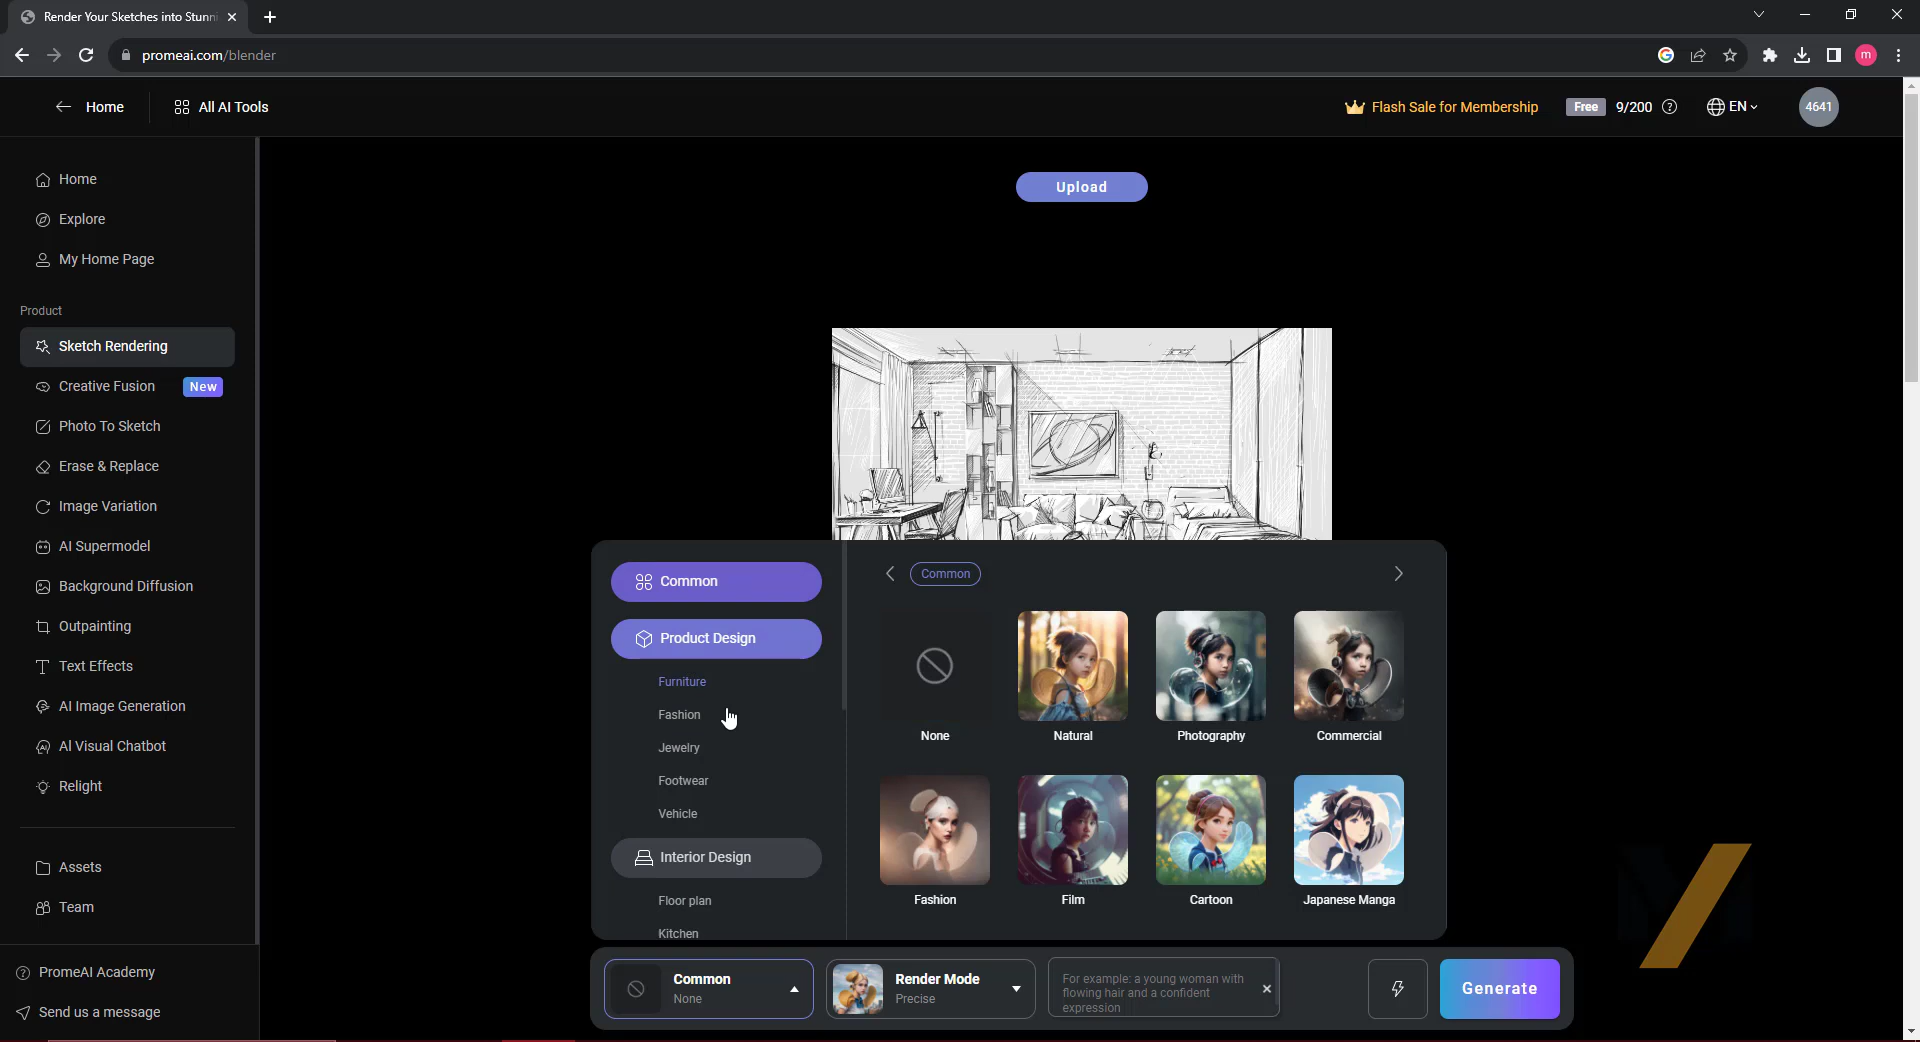 Render Your Sketches into Stunni
promeai.com/blender
m
Home
All AI Tools
Flash Sale for Membership
Free
9/200
EN
4641
Home
Explore
My Home Page
Product
Sketch Rendering
Creative Fusion
New
Photo To Sketch
Erase & Replace
Image Variation
AI Supermodel
Background Diffusion
Outpainting
Text Effects
AI Image Generation
AI Visual Chatbot
Relight
Assets
Team
PromeAI Academy
Send us a message
Upload
Common
Product Design
Furniture
Fashion
Jewelry
Footwear
Vehicle
Interior Design
Floor plan
Kitchen
Common
None
Natural
Photography
Commercial
Fashion
Film
Cartoon
Japanese Manga
Common
None
Render Mode
Precise
For example: a young woman with
flowing hair and a confident
expression
Generate